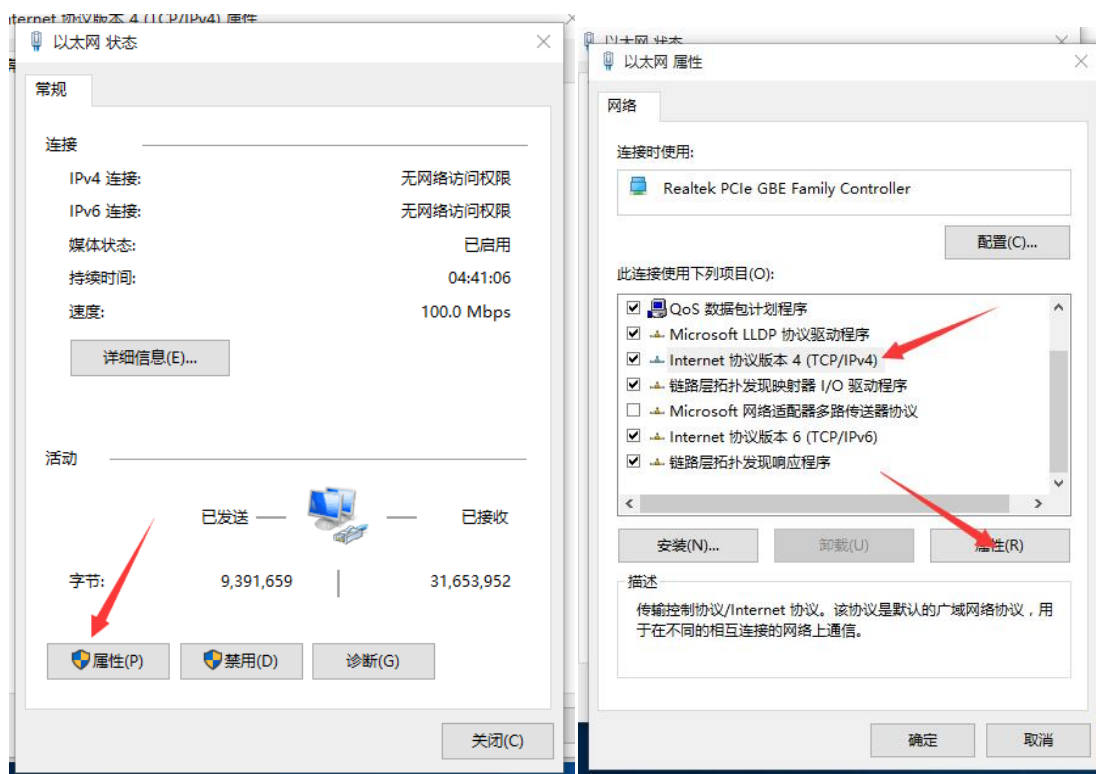 Internet 协议版本 4 (TCP/IPv4) 属性
以太网 状态
常规
连接
IPv4 连接: 无网络访问权限
IPv6 连接: 无网络访问权限
媒体状态: 已启用
持续时间: 04:41:06
速度: 100.0 Mbps
详细信息(E)...
活动
已发送 已接收
字节: 9,391,659 31,653,952
属性(P) 禁用(D) 诊断(G)
关闭(C)
以太网 状态
以太网 属性
网络
连接时使用:
Realtek PCIe GBE Family Controller
配置(C)...
此连接使用下列项目(O):
QoS 数据包计划程序
Microsoft LLDP 协议驱动程序
Internet 协议版本 4 (TCP/IPv4)
链路层拓扑发现映射器 I/O 驱动程序
Microsoft 网络适配器多路传送器协议
Internet 协议版本 6 (TCP/IPv6)
链路层拓扑发现响应程序
安装(N)... 卸载(U) 属性(R)
描述
传输控制协议/Internet 协议。该协议是默认的广域网络协议，用
于在不同的相互连接的网络上通信。
确定 取消